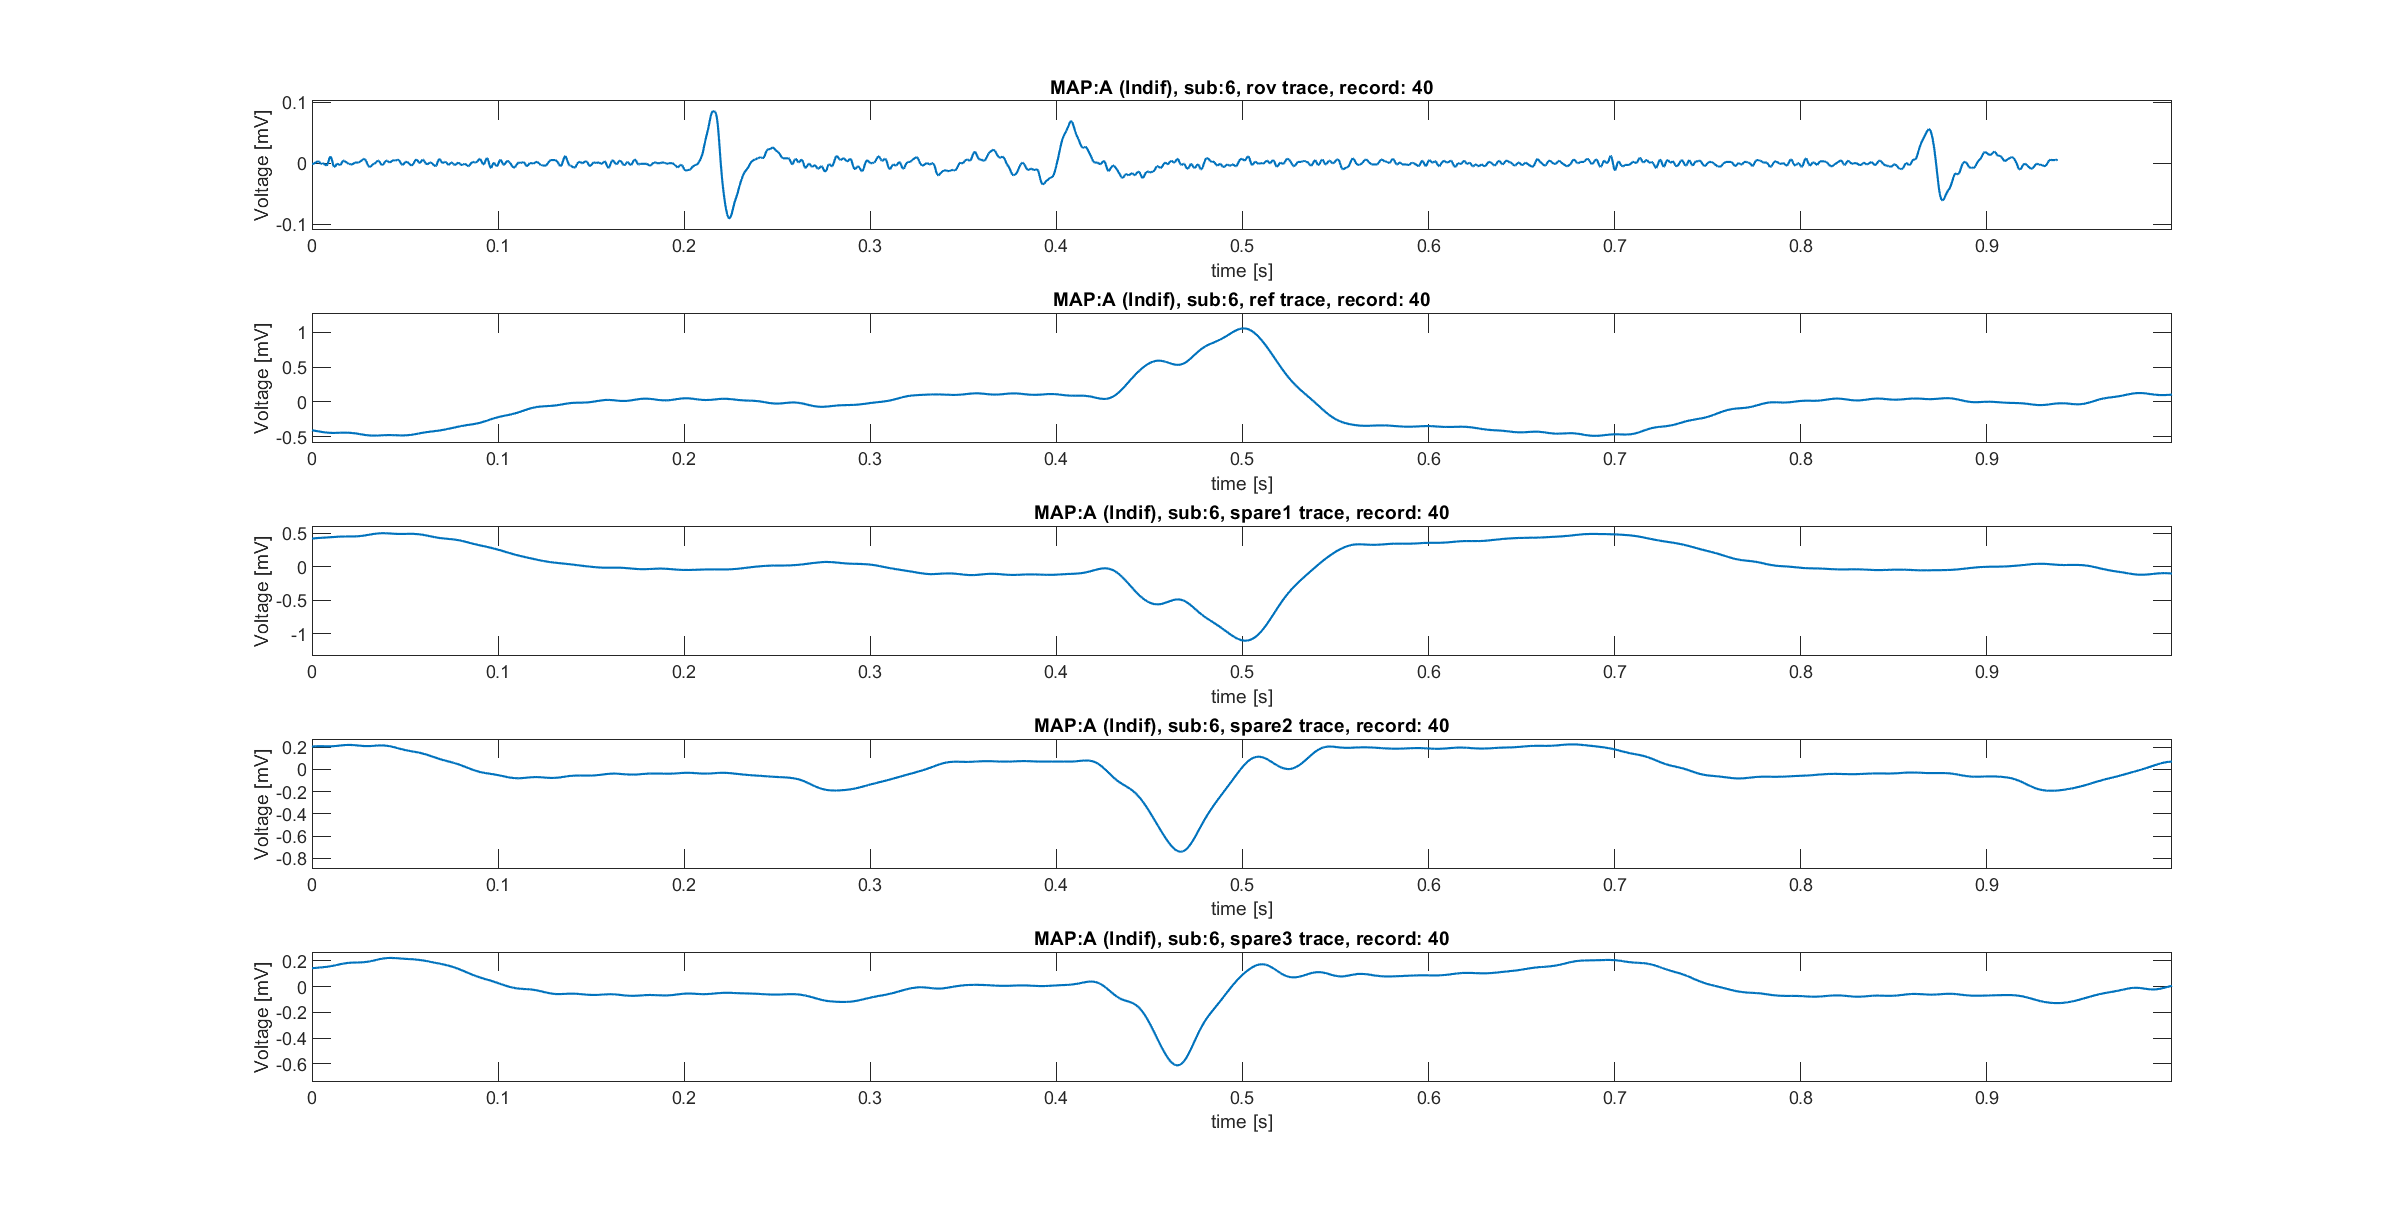 MAP:A (Indif), sub:6, rov trace, record: 40
Voltage [mV]
0.1
0
-0.1
0 0.1 0.2 0.3 0.4 0.5 0.6 0.7 0.8 0.9
time [s]
MAP:A (Indif), sub:6, ref trace, record: 40
Voltage [mV]
1
0.5
0
-0.5
0 0.1 0.2 0.3 0.4 0.5 0.6 0.7 0.8 0.9
time [s]
MAP:A (Indif), sub:6, spare1 trace, record: 40
Voltage [mV]
0.5
0
-0.5
-1
0 0.1 0.2 0.3 0.4 0.5 0.6 0.7 0.8 0.9
time [s]
MAP:A (Indif), sub:6, spare2 trace, record: 40
Voltage [mV]
0.2
0
-0.2
-0.4
-0.6
-0.8
0 0.1 0.2 0.3 0.4 0.5 0.6 0.7 0.8 0.9
time [s]
MAP:A (Indif), sub:6, spare3 trace, record: 40
Voltage [mV]
0.2
0
-0.2
-0.4
-0.6
0 0.1 0.2 0.3 0.4 0.5 0.6 0.7 0.8 0.9
time [s]